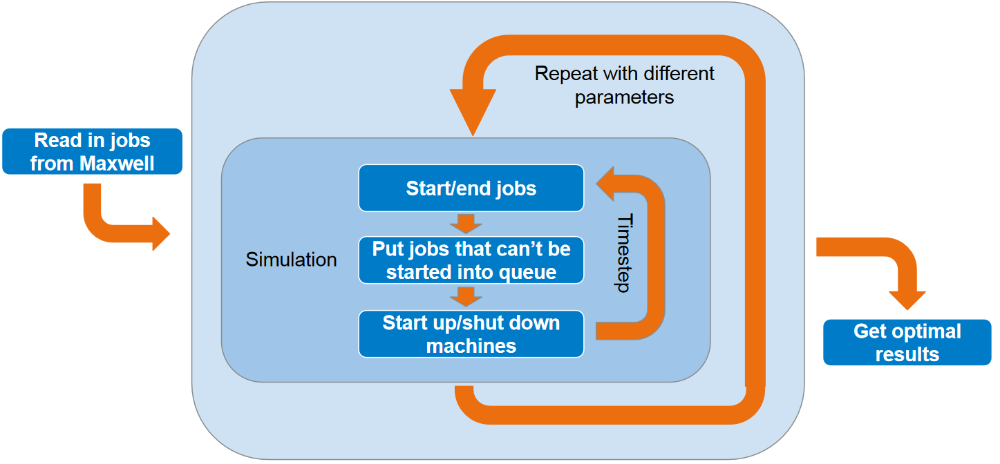 Repeat with different
parameters
Read in jobs
from Maxwell
Start/end jobs
Timestep
Simulation
Put jobs that can’t be
started into queue
Start up/shut down
machines
Get optimal
results